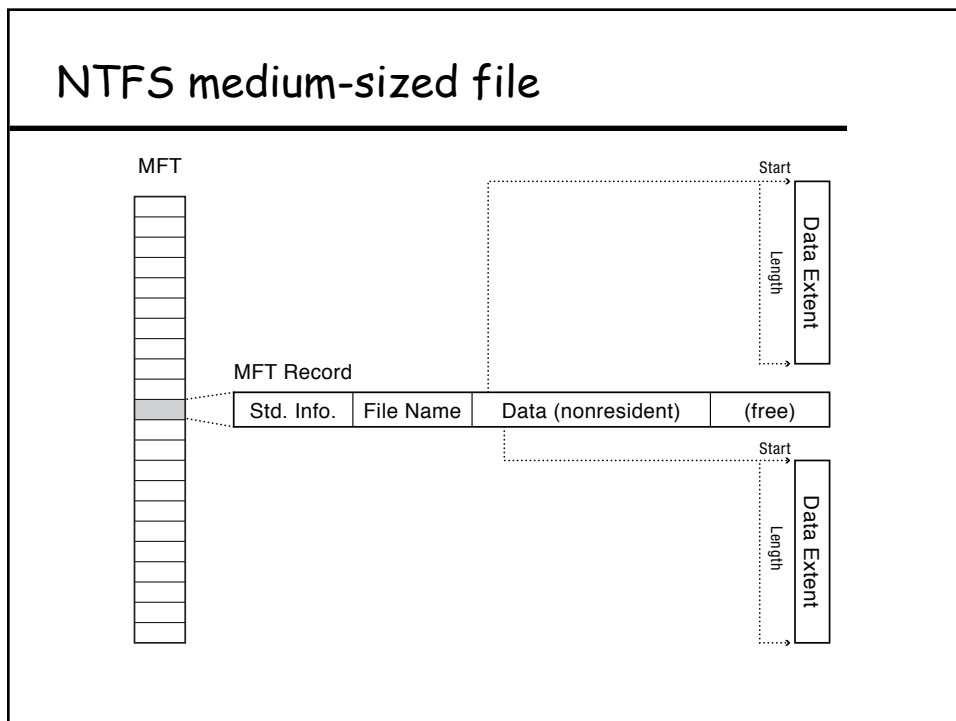 NTFS medium-sized file
MFT
Start
Length
Data Extent
MFT Record
Std. Info.
File Name
Data (nonresident)
(free)
Start
Length
Data Extent